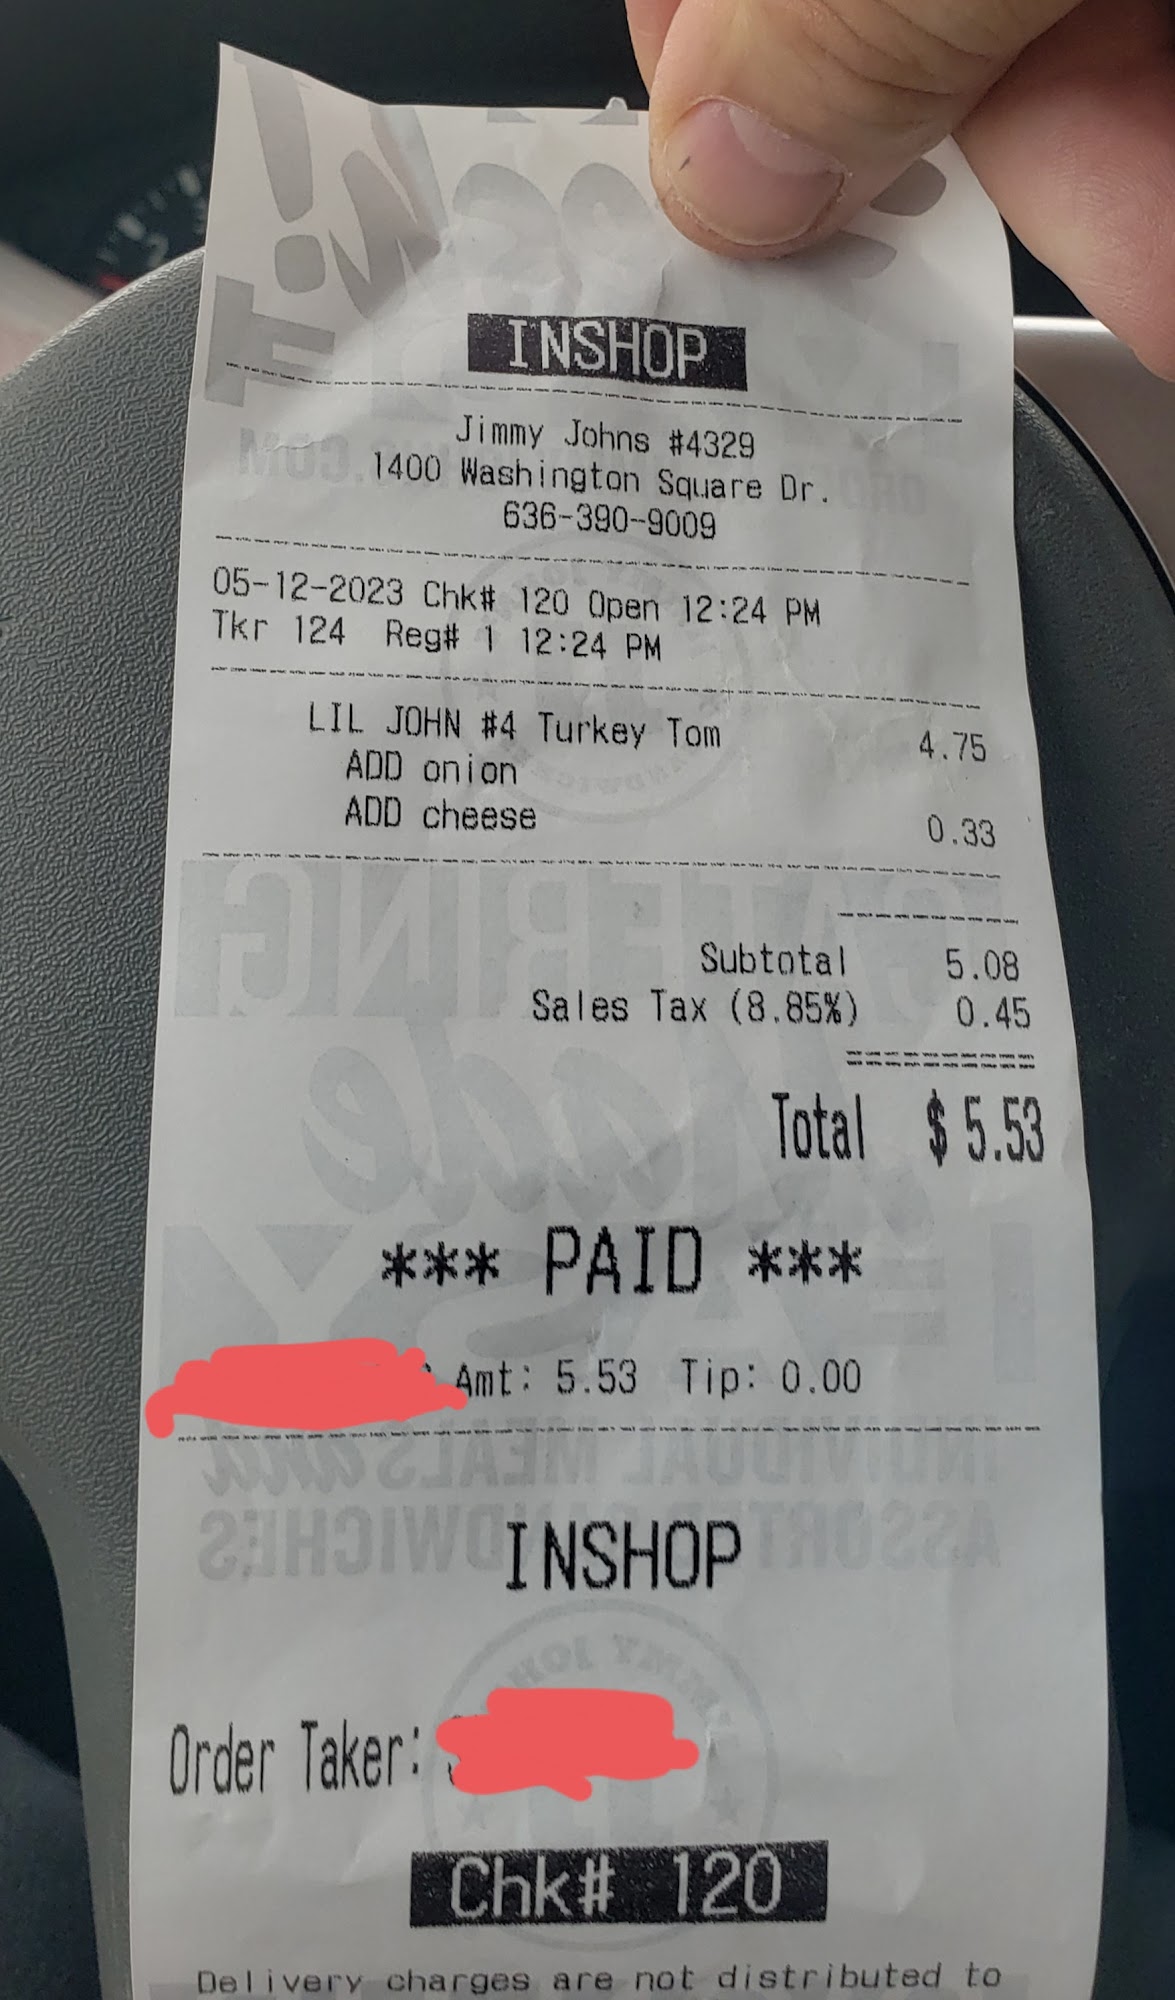 INSHOP
Jimmy Johns #4329
1400 Washington Square Dr.
636-390-9009
05-12-2023 Chk# 120 Open 12:24 PM
Tkr 124 Reg# 1 12:24 PM
LIL JOHN #4 Turkey Tom 4.75
ADD onion
ADD cheese 0.33
Subtotal 5.08
Sales Tax (8.85%) 0.45
Total $5.53
*** PAID ***
Amt: 5.53 Tip: 0.00
INSHOP
Order Taker:
Chk# 120
Delivery charges are not distributed to